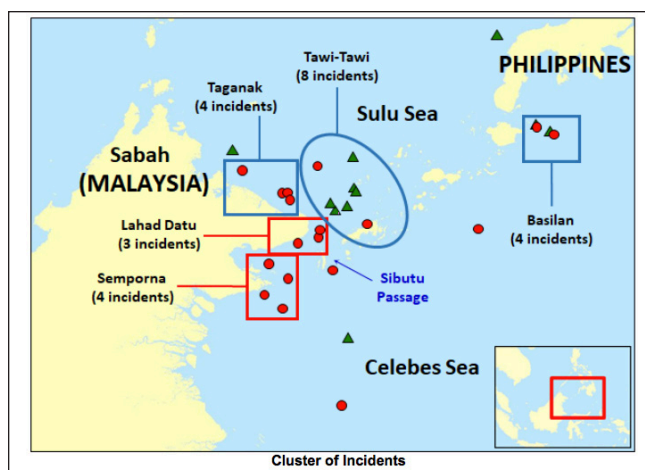 PHILIPPINES
Tawi-Tawi
(8 incidents)
Taganak
(4 incidents)
Sulu Sea
Sabah
(MALAYSIA)
Lahad Datu
(3 incidents)
Basilan
(4 incidents)
Semporna
(4 incidents)
Sibutu
Passage
Celebes Sea
Cluster of Incidents